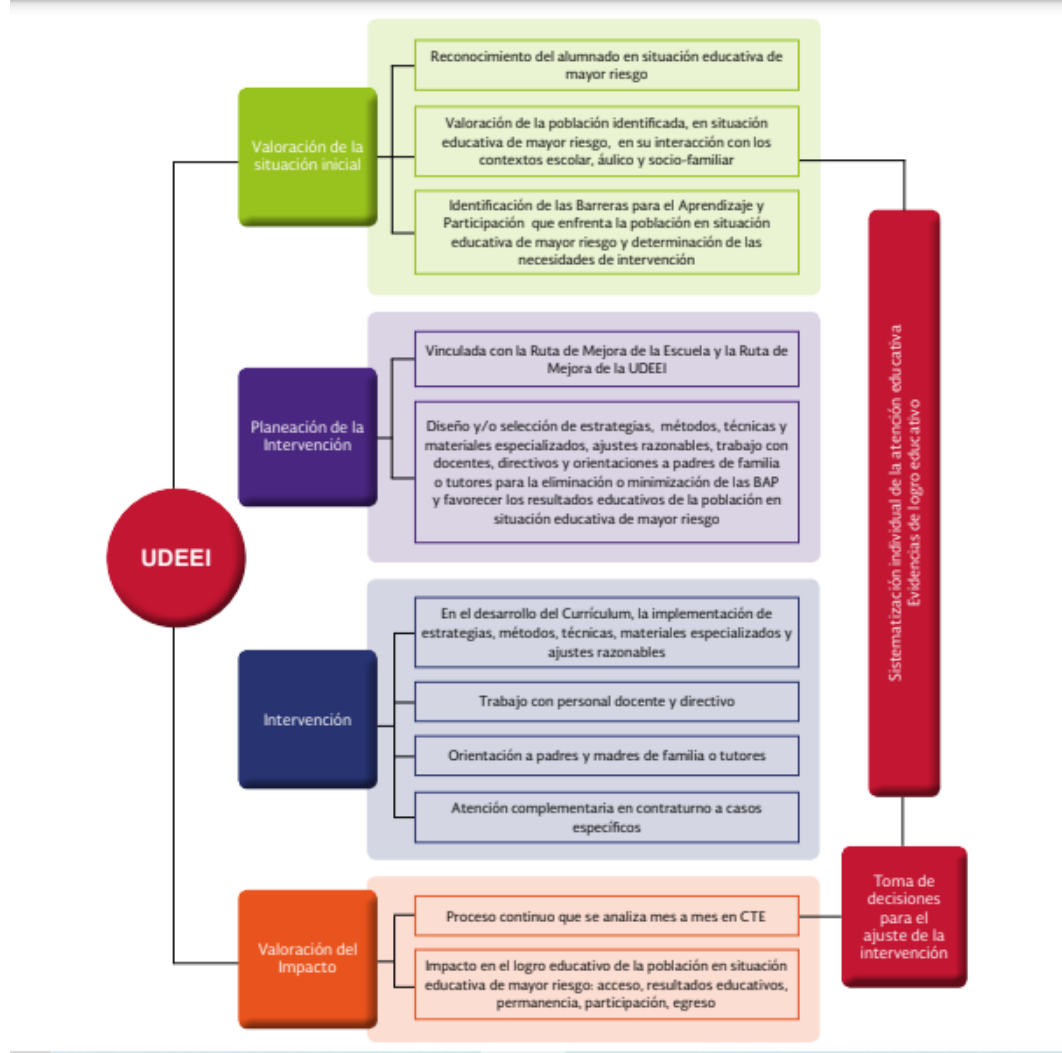 Valoración de la
situación inicial
Reconocimiento del alumnado en situación educativa de
mayor riesgo
Valoración de la población identificada, en situación
educativa de mayor riesgo, en su interacción con los
contextos escolar, áulico y socio-familiar
Identificación de las Barreras para el Aprendizaje y
Participación que enfrenta la población en situación
educativa de mayor riesgo y determinación de las
necesidades de intervención
Planeación de la
Intervención
Vinculada con la Ruta de Mejora de la Escuela y la Ruta de
Mejora de la UDEEI
Diseño y/o selección de estrategias, métodos, técnicas y
materiales especializados, ajustes razonables, trabajo con
docentes, directivos y orientaciones a padres de familia
o tutores para la eliminación o minimización de las BAP
y favorecer los resultados educativos de la población en
situación educativa de mayor riesgo
UDEEI
Intervención
En el desarrollo del Currículum, la implementación de
estrategias, métodos, técnicas, materiales especializados y
ajustes razonables
Trabajo con personal docente y directivo
Orientación a padres y madres de familia o tutores
Atención complementaria en contraturno a casos
específicos
Valoración del
Impacto
Proceso continuo que se analiza mes a mes en CTE
Impacto en el logro educativo de la población en situación
educativa de mayor riesgo: acceso, resultados educativos,
permanencia, participación, egreso
Sistematización individual de la atención educativa
Evidencias de logro educativo
Toma de
decisiones
para el
ajuste de la
intervención